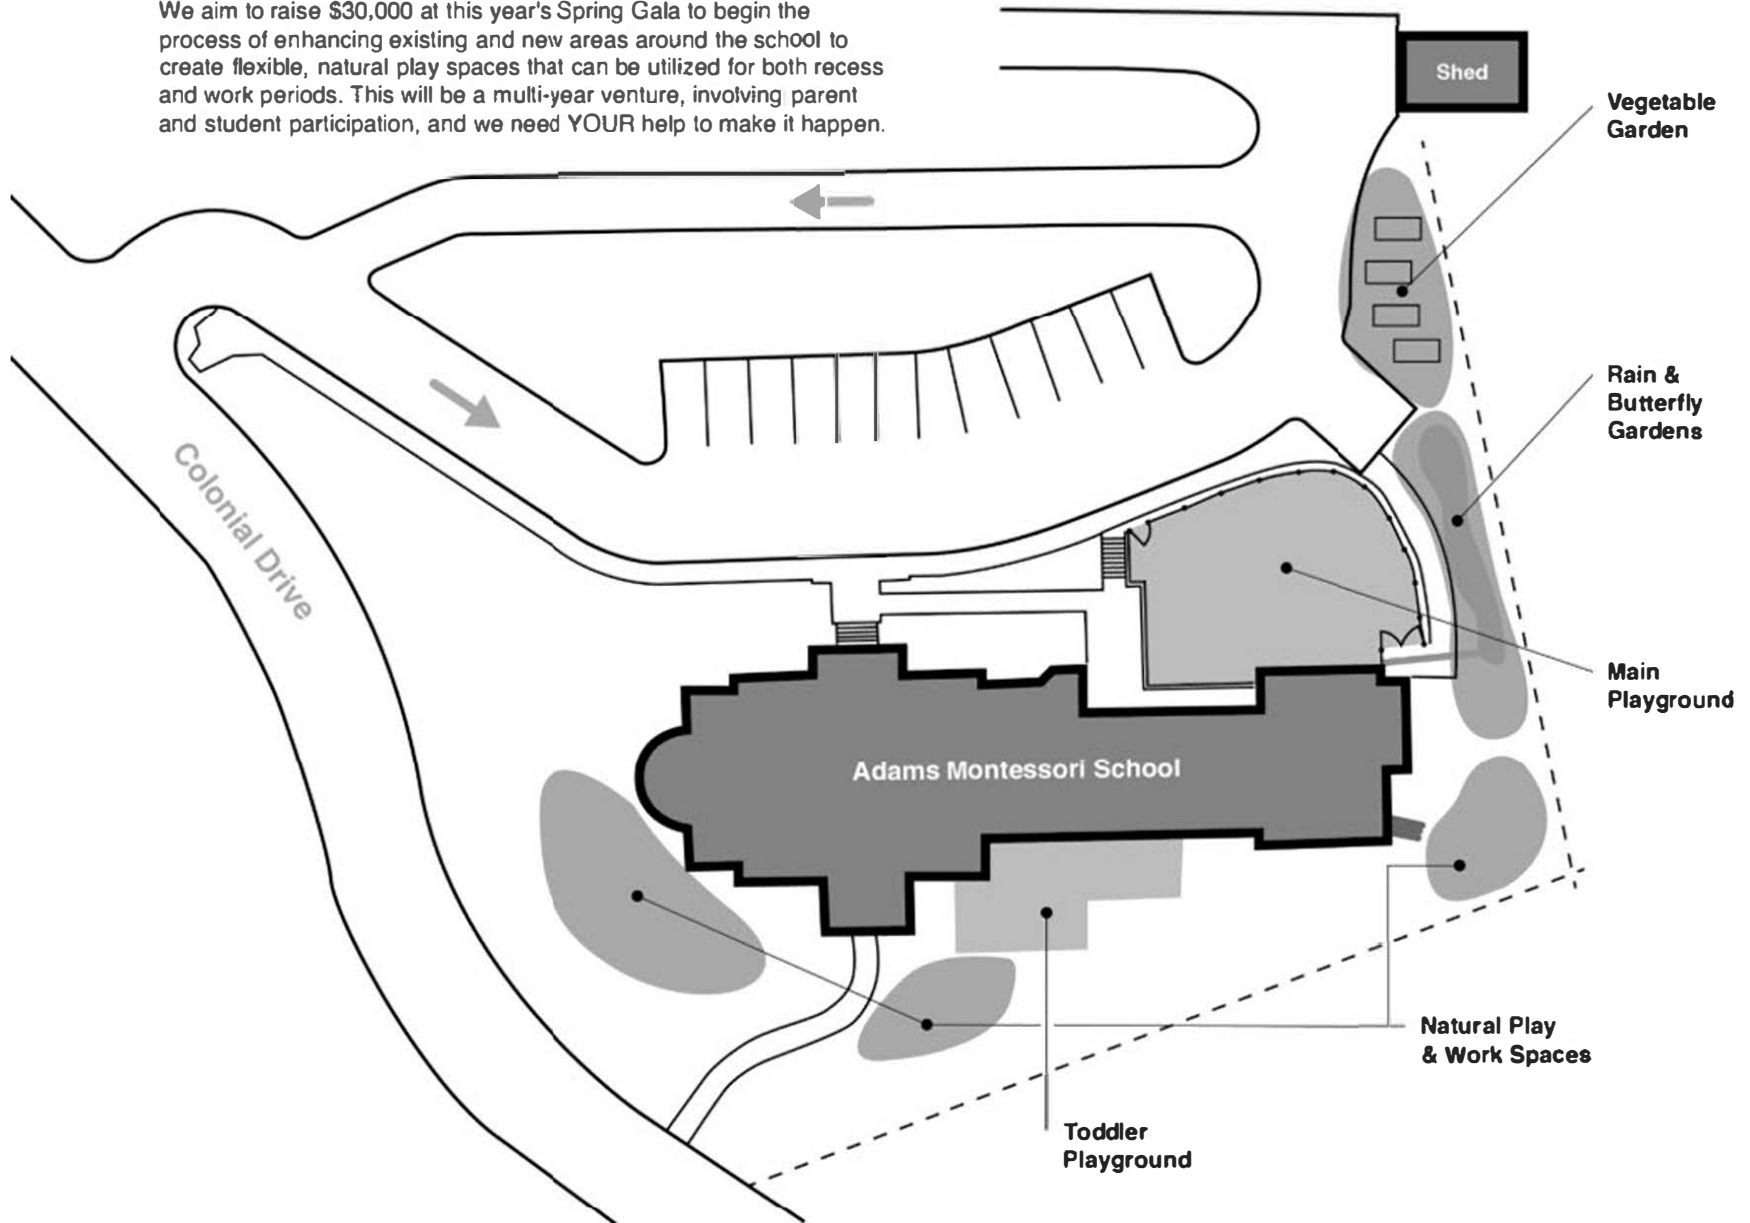 We aim to raise $30,000 at this year's Spring Gala to begin the
process of enhancing existing and new areas around the school to
create flexible, natural play spaces that can be utilized for both recess
and work periods. This will be a multi-year venture, involving parent
and student participation, and we need YOUR help to make it happen.
Shed
Vegetable
Garden
Rain &
Butterfly
Gardens
Colonial Drive
Main
Playground
Adams Montessori School
Natural Play
& Work Spaces
Toddler
Playground